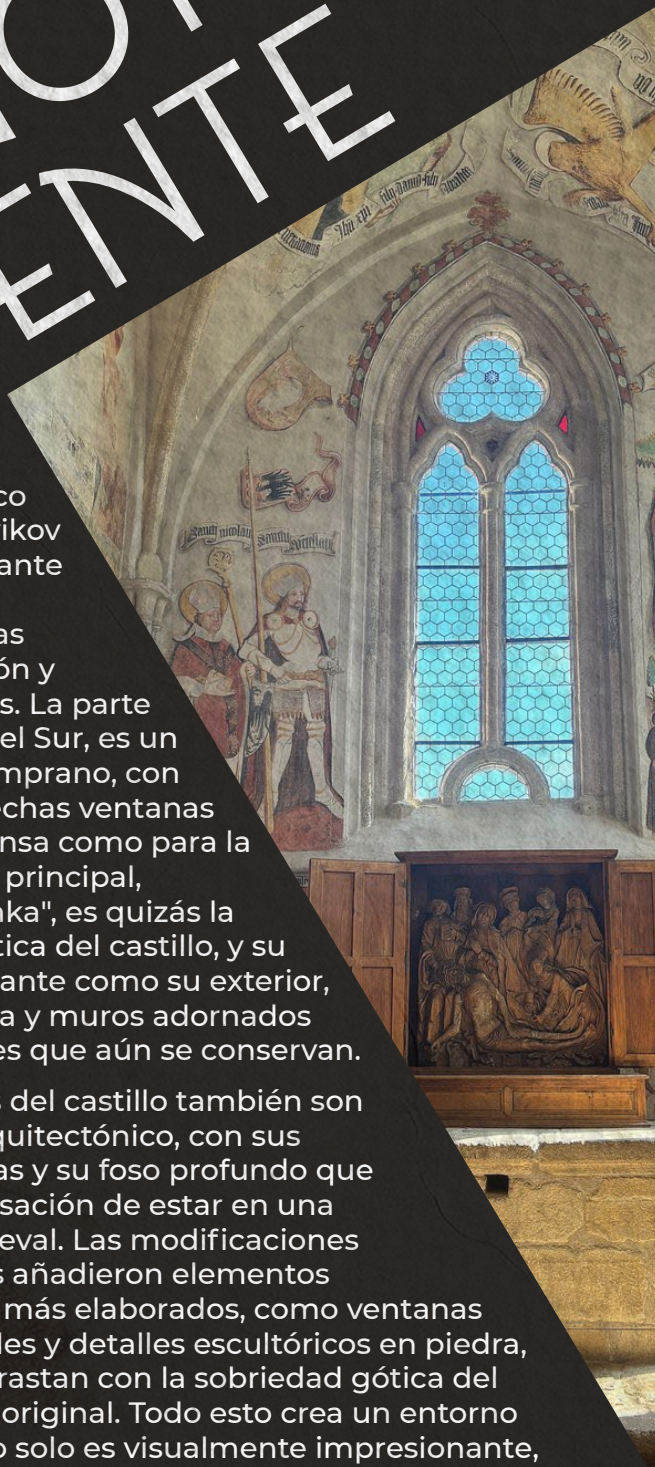 ENTE
co
ikov
ante
as
ón y
s. La parte
el Sur, es un
mprano, con
echas ventanas
nsa como para la
principal,
nka", es quizás la
tica del castillo, y su
ante como su exterior,
a y muros adornados
es que aún se conservan.
s del castillo también son
quitectónico, con sus
as y su foso profundo que
sación de estar en una
eval. Las modificaciones
s añadieron elementos
más elaborados, como ventanas
les y detalles escultóricos en piedra,
rastan con la sobriedad gótica del
original. Todo esto crea un entorno
o solo es visualmente impresionante,